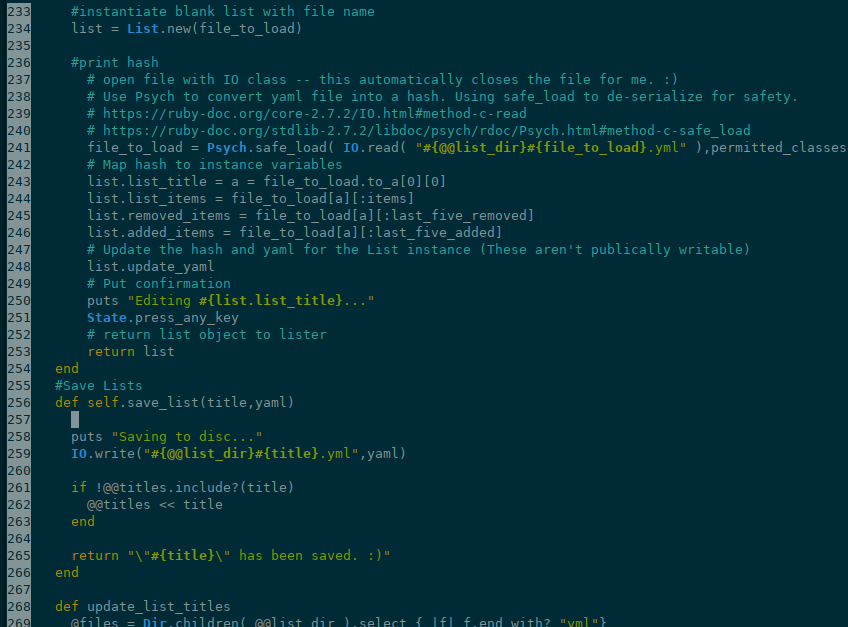 233     #instantiate blank list with file name
234     list = List.new(file_to_load)
235
236     #print hash
237       # open file with IO class -- this automatically closes the file for me. :)
238       # Use Psych to convert yaml file into a hash. Using safe_load to de-serialize for safety.
239       # https://ruby-doc.org/core-2.7.2/IO.html#method-c-read
240       # https://ruby-doc.org/stdlib-2.7.2/libdoc/psych/rdoc/Psych.html#method-c-safe_load
241       file_to_load = Psych.safe_load( IO.read( "#{@@list_dir}#{file_to_load}.yml" ),permitted_classes
242       # Map hash to instance variables
243       list.list_title = a = file_to_load.to_a[0][0]
244       list.list_items = file_to_load[a][:items]
245       list.removed_items = file_to_load[a][:last_five_removed]
246       list.added_items = file_to_load[a][:last_five_added]
247       # Update the hash and yaml for the List instance (These aren't publically writable)
248       list.update_yaml
249       # Put confirmation
250       puts "Editing #{list.list_title}..."
251       State.press_any_key
252       # return list object to lister
253       return list
254   end
255   #Save Lists
256   def self.save_list(title,yaml)
257
258     puts "Saving to disc..."
259     IO.write("#{@@list_dir}#{title}.yml",yaml)
260
261     if !@@titles.include?(title)
262       @@titles << title
263     end
264
265     return "\"#{title}\" has been saved. :)"
266   end
267
268   def update_list_titles
269     @files = Dir.children( @@list_dir ).select { |f| f.end_with? "yml"}